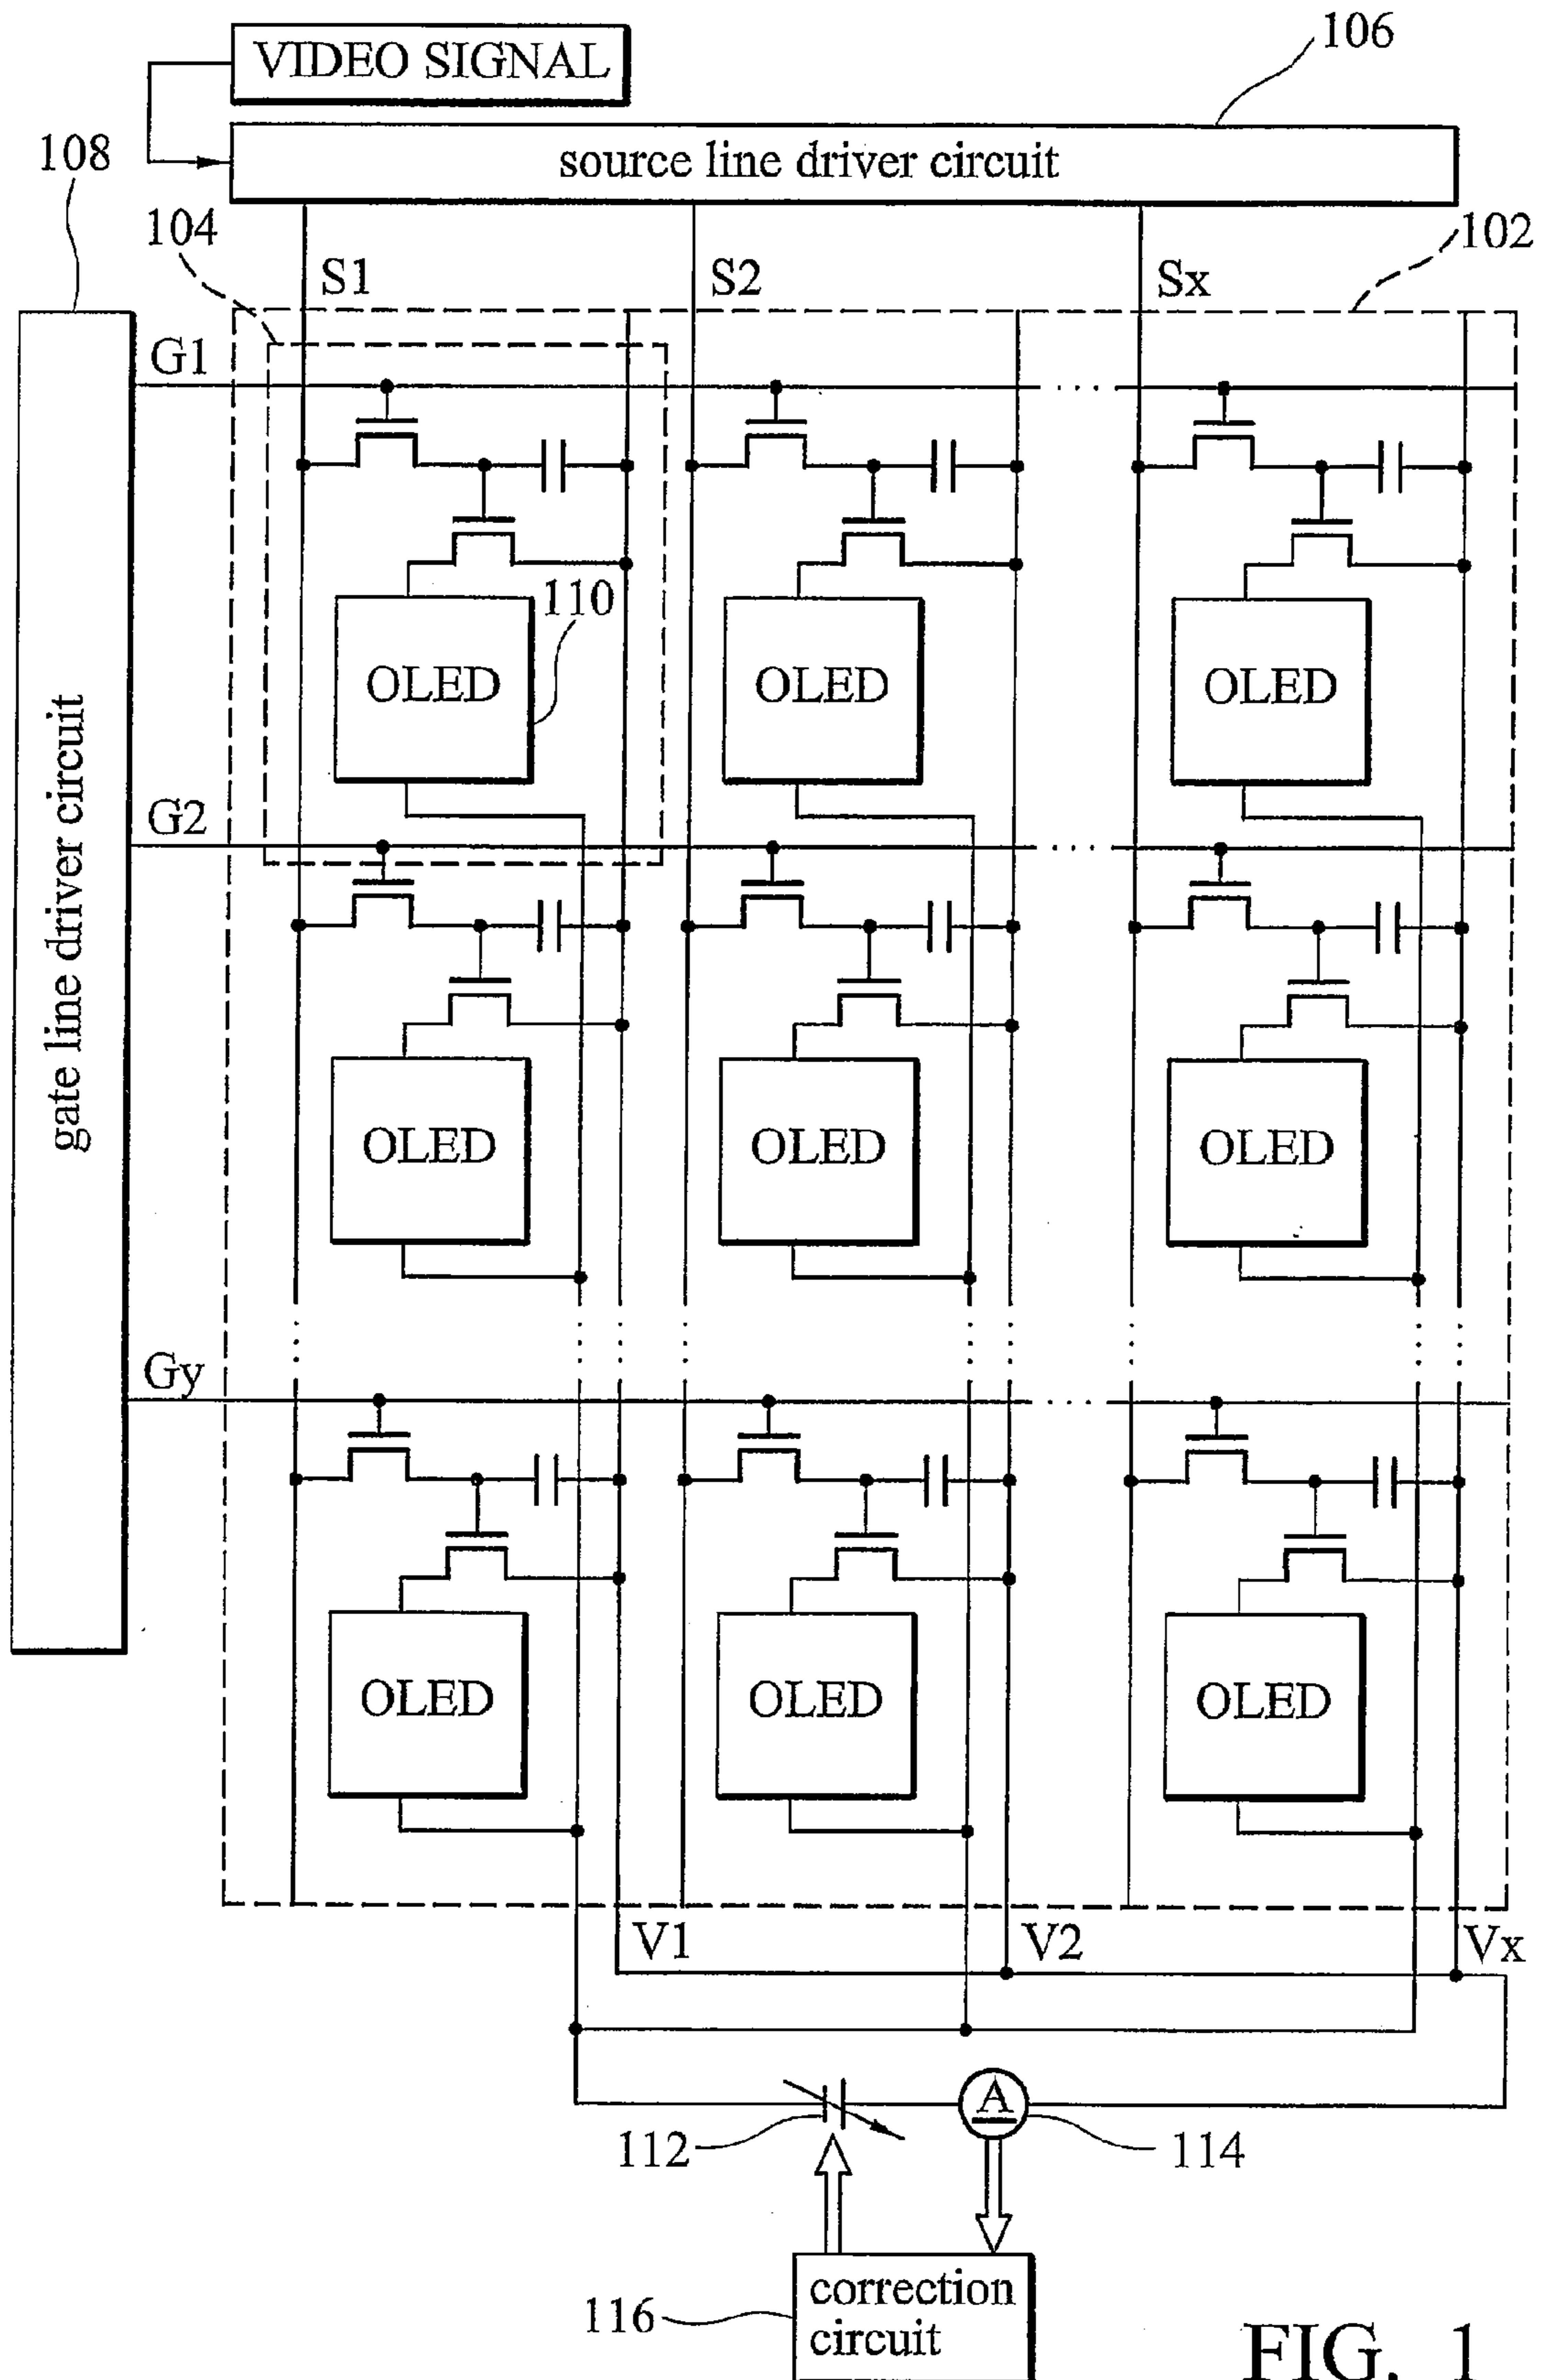 VIDEO SIGNAL
106
source line driver circuit
108
104
102
S1 S2 Sx
G1
110
OLED OLED OLED
gate line driver circuit
G2
OLED OLED OLED
Gy
OLED OLED OLED
V1 V2 Vx
A
112 114
116
correction
circuit
FIG. 1